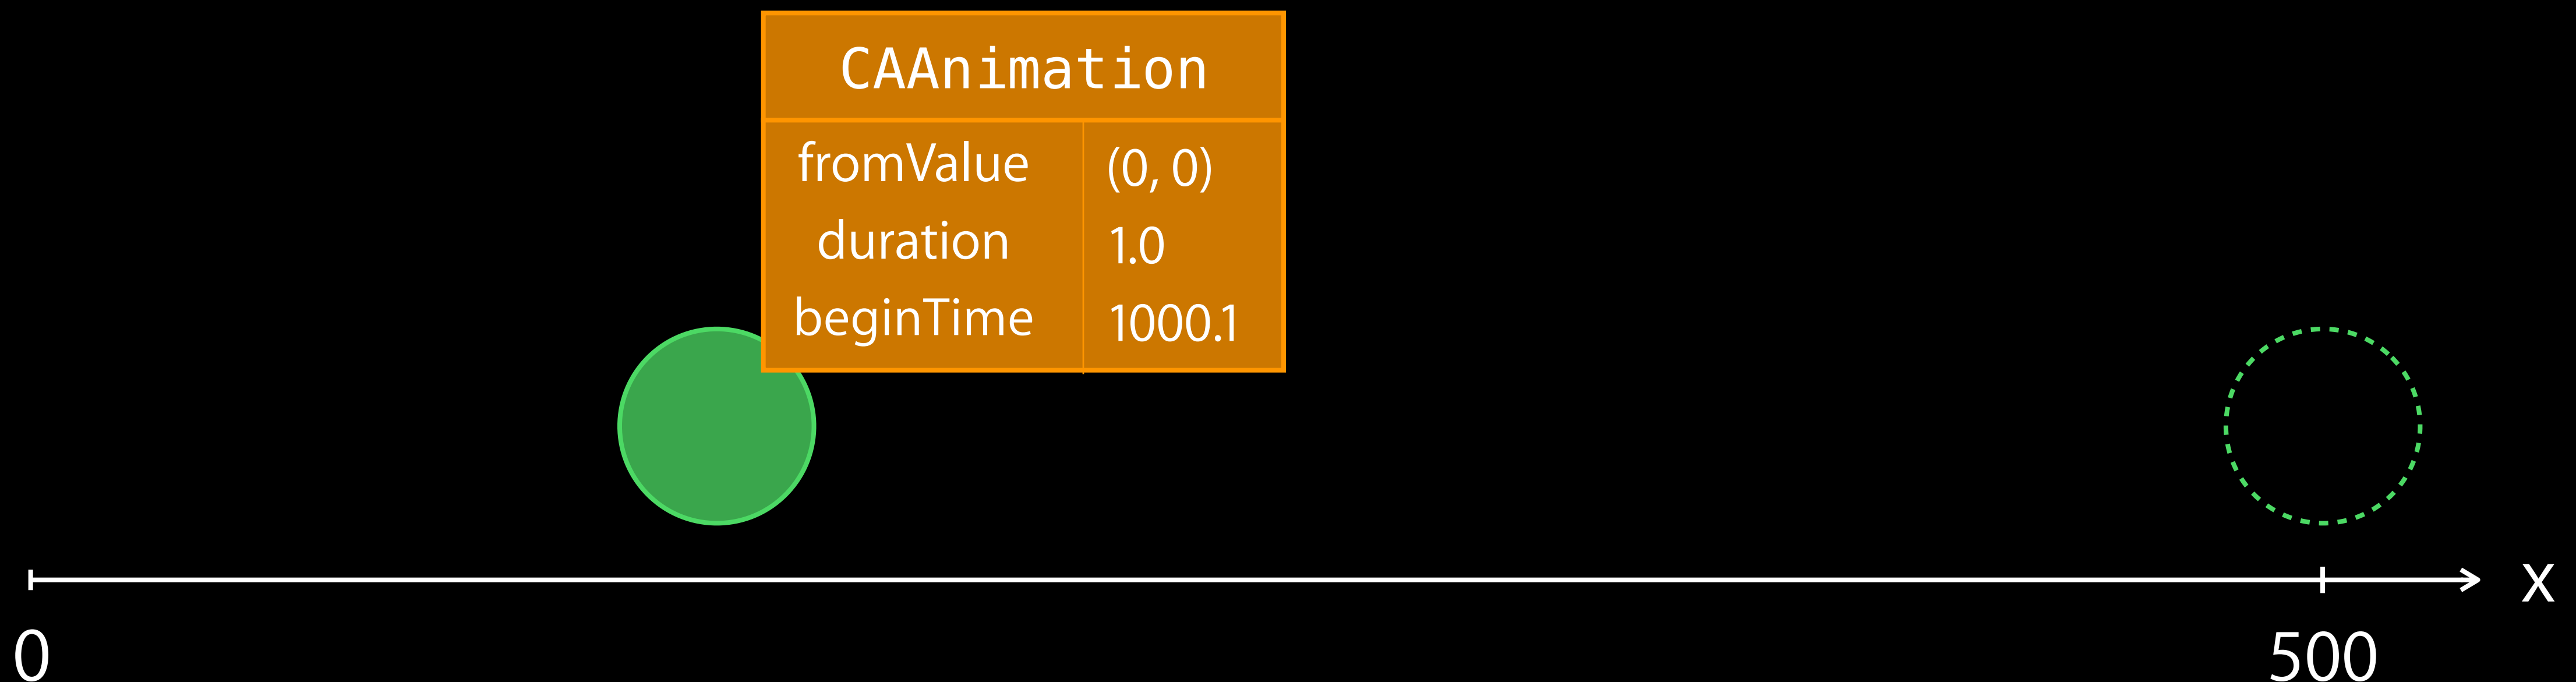 CAAnimation
fromValue (0, 0)
duration 1.0
beginTime 1000.1
x
0 500